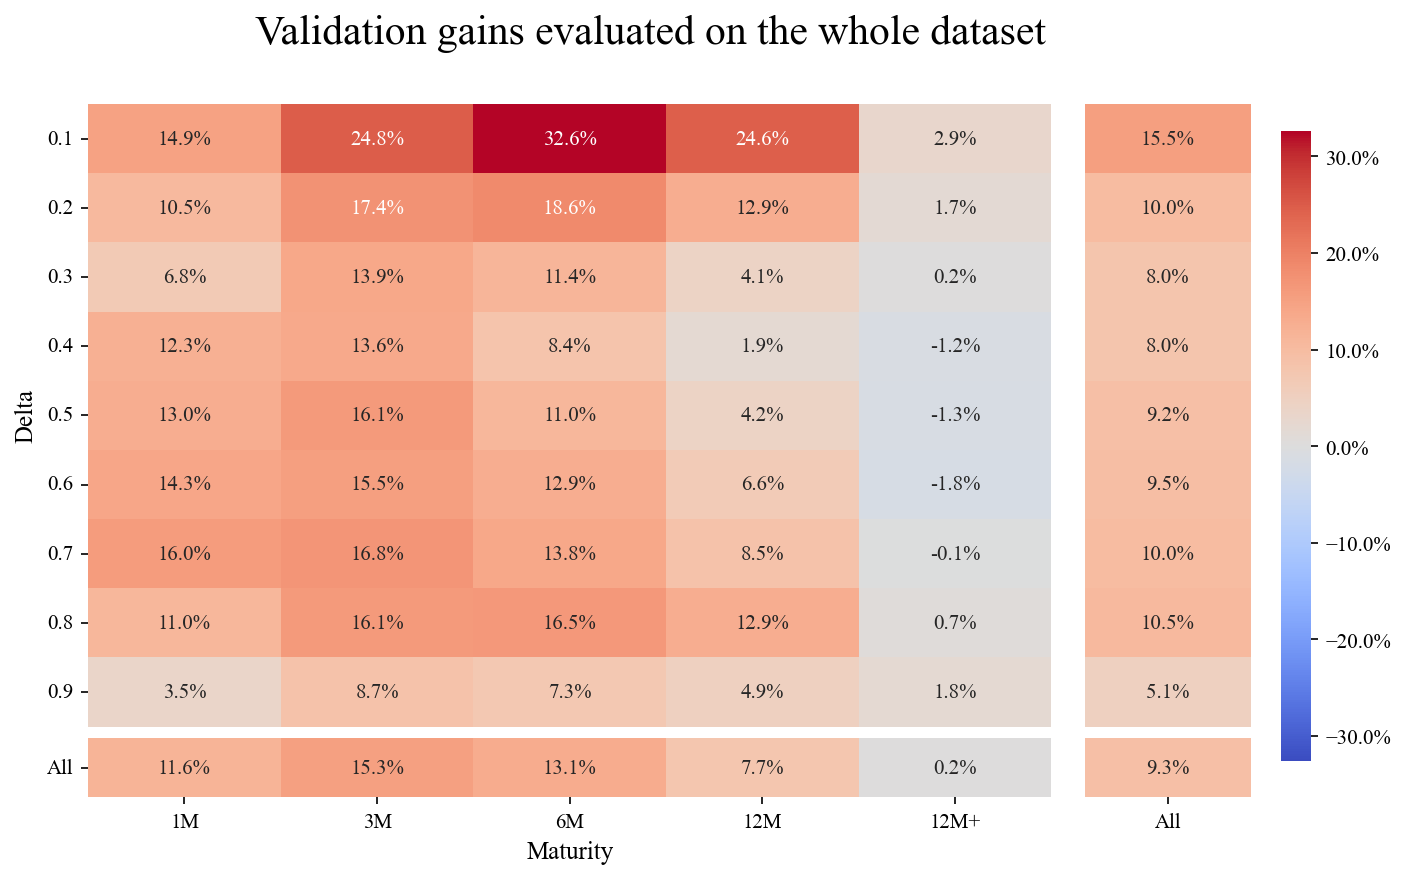 Validation gains evaluated on the whole dataset
0.1 14.9% 24.8% 32.6% 24.6% 2.9% 15.5%
0.2 10.5% 17.4% 18.6% 12.9% 1.7% 10.0%
0.3 6.8% 13.9% 11.4% 4.1% 0.2% 8.0%
0.4 12.3% 13.6% 8.4% 1.9% -1.2% 8.0%
0.5 13.0% 16.1% 11.0% 4.2% -1.3% 9.2%
0.6 14.3% 15.5% 12.9% 6.6% -1.8% 9.5%
0.7 16.0% 16.8% 13.8% 8.5% -0.1% 10.0%
0.8 11.0% 16.1% 16.5% 12.9% 0.7% 10.5%
0.9 3.5% 8.7% 7.3% 4.9% 1.8% 5.1%
All 11.6% 15.3% 13.1% 7.7% 0.2% 9.3%
1M 3M 6M 12M 12M+ All
Maturity
Delta
30.0%
20.0%
10.0%
0.0%
−10.0%
−20.0%
−30.0%